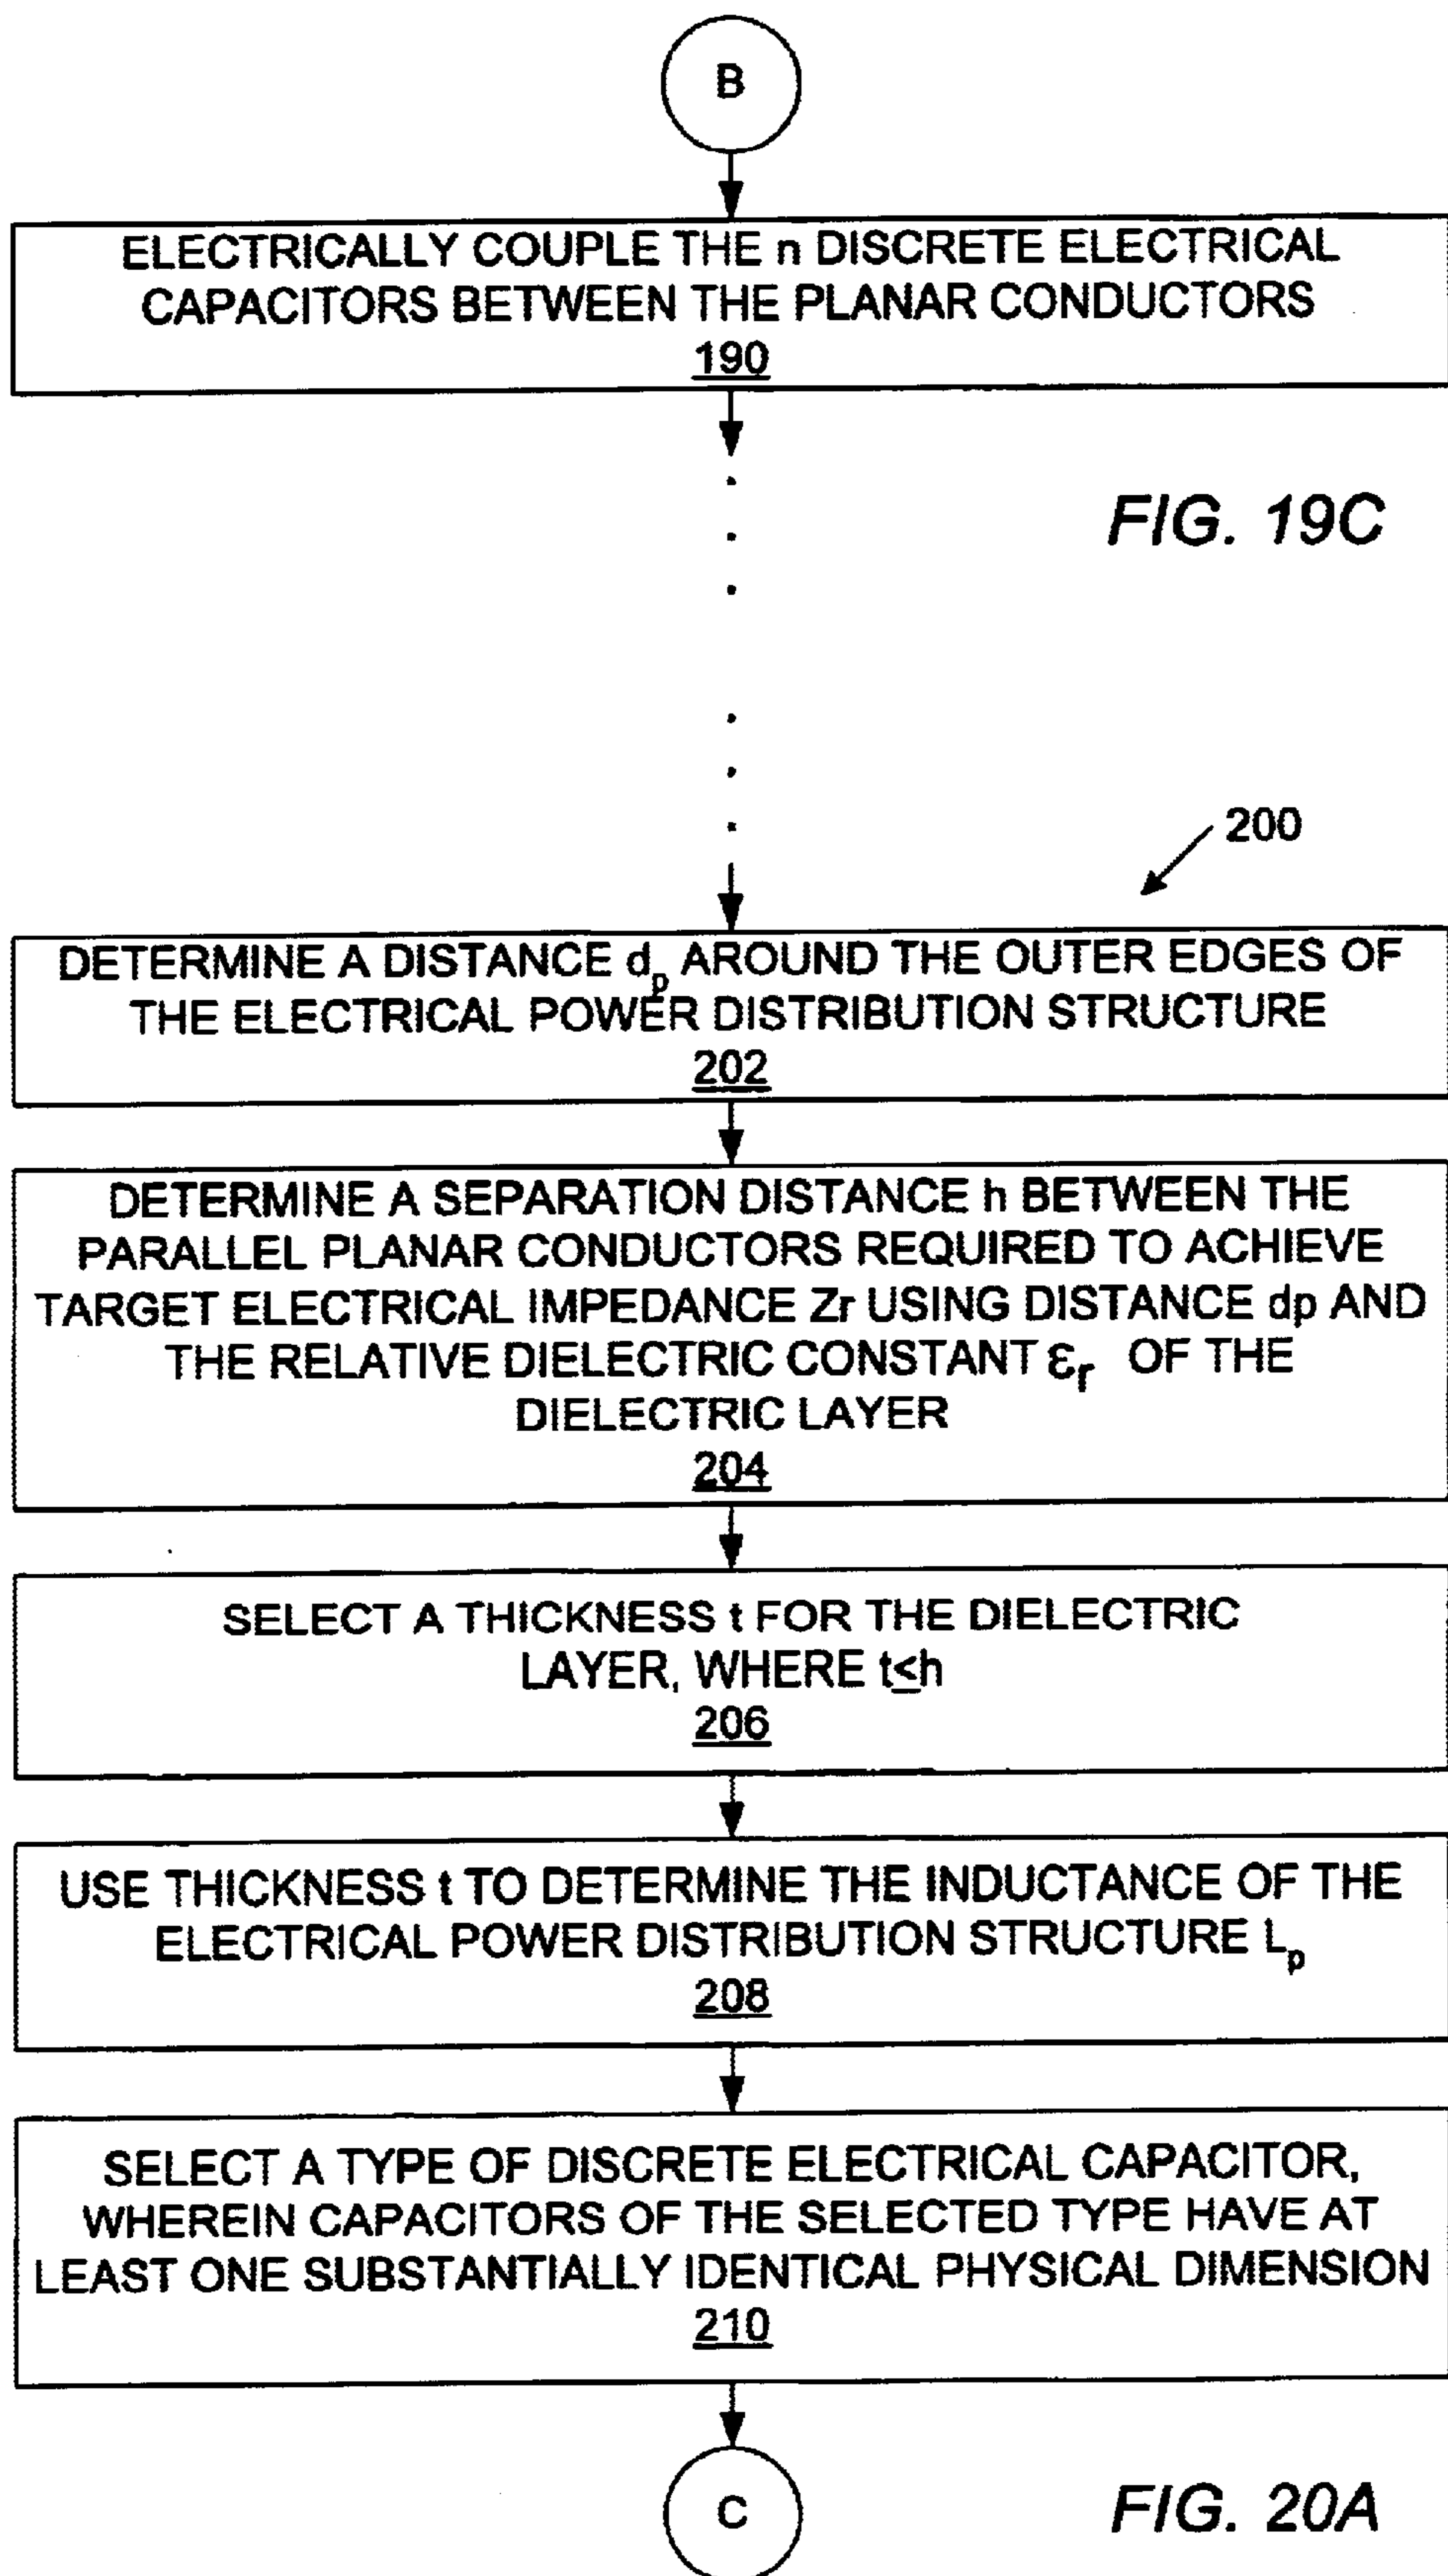 B
ELECTRICALLY COUPLE THE n DISCRETE ELECTRICAL
CAPACITORS BETWEEN THE PLANAR CONDUCTORS
190
FIG. 19C
200
DETERMINE A DISTANCE dp AROUND THE OUTER EDGES OF
THE ELECTRICAL POWER DISTRIBUTION STRUCTURE
202
DETERMINE A SEPARATION DISTANCE h BETWEEN THE
PARALLEL PLANAR CONDUCTORS REQUIRED TO ACHIEVE
TARGET ELECTRICAL IMPEDANCE Zr USING DISTANCE dp AND
THE RELATIVE DIELECTRIC CONSTANT εr OF THE
DIELECTRIC LAYER
204
SELECT A THICKNESS t FOR THE DIELECTRIC
LAYER, WHERE t≤h
206
USE THICKNESS t TO DETERMINE THE INDUCTANCE OF THE
ELECTRICAL POWER DISTRIBUTION STRUCTURE Lp
208
SELECT A TYPE OF DISCRETE ELECTRICAL CAPACITOR,
WHEREIN CAPACITORS OF THE SELECTED TYPE HAVE AT
LEAST ONE SUBSTANTIALLY IDENTICAL PHYSICAL DIMENSION
210
C
FIG. 20A